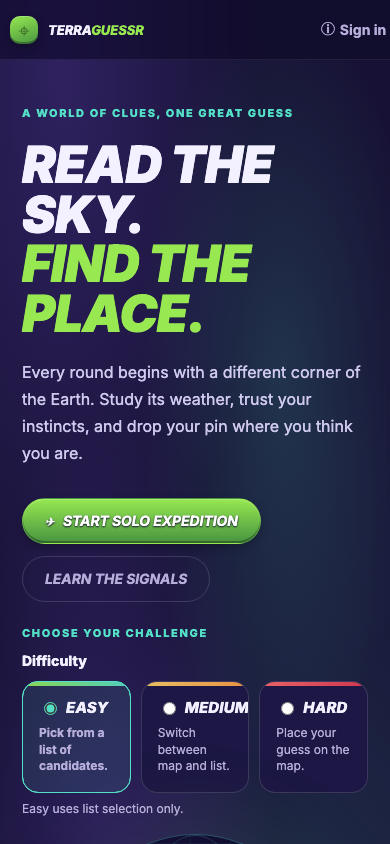 TERRAGUESSR
Sign in
A WORLD OF CLUES, ONE GREAT GUESS
READ THE
SKY.
FIND THE
PLACE.
Every round begins with a different corner of
the Earth. Study its weather, trust your
instincts, and drop your pin where you think
you are.
START SOLO EXPEDITION
LEARN THE SIGNALS
CHOOSE YOUR CHALLENGE
Difficulty
EASY
Pick from a
list of
candidates.
MEDIUM
Switch
between
map and list.
HARD
Place your
guess on the
map.
Easy uses list selection only.